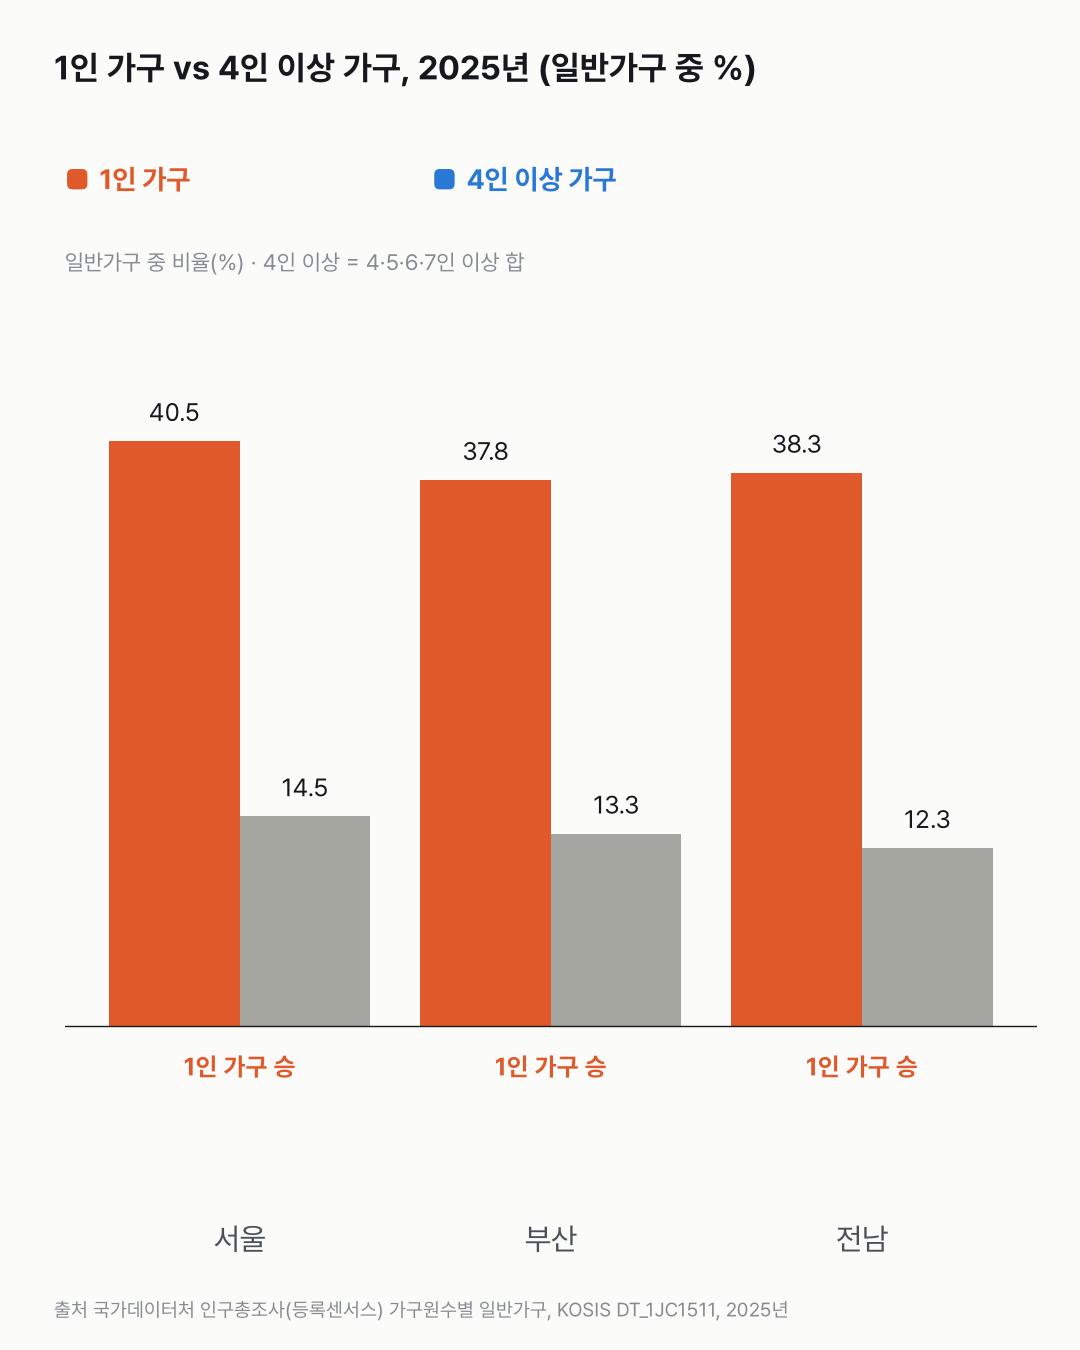 1인 가구 vs 4인 이상 가구, 2025년 (일반가구 중 %)
1인 가구
4인 이상 가구
일반가구 중 비율(%) · 4인 이상 = 4·5·6·7인 이상 합
40.5
37.8
38.3
14.5
13.3
12.3
1인 가구 승
1인 가구 승
1인 가구 승
서울
부산
전남
출처 국가데이터처 인구총조사(등록센서스) 가구원수별 일반가구, KOSIS DT_1JC1511, 2025년